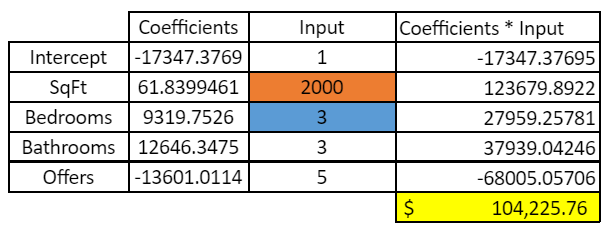 Coefficients Input Coefficients * Input
Intercept -17347.3769 1 -17347.37695
SqFt 61.8399461 2000 123679.8922
Bedrooms 9319.7526 3 27959.25781
Bathrooms 12646.3475 3 37939.04246
Offers -13601.0114 5 -68005.05706
$ 104,225.76